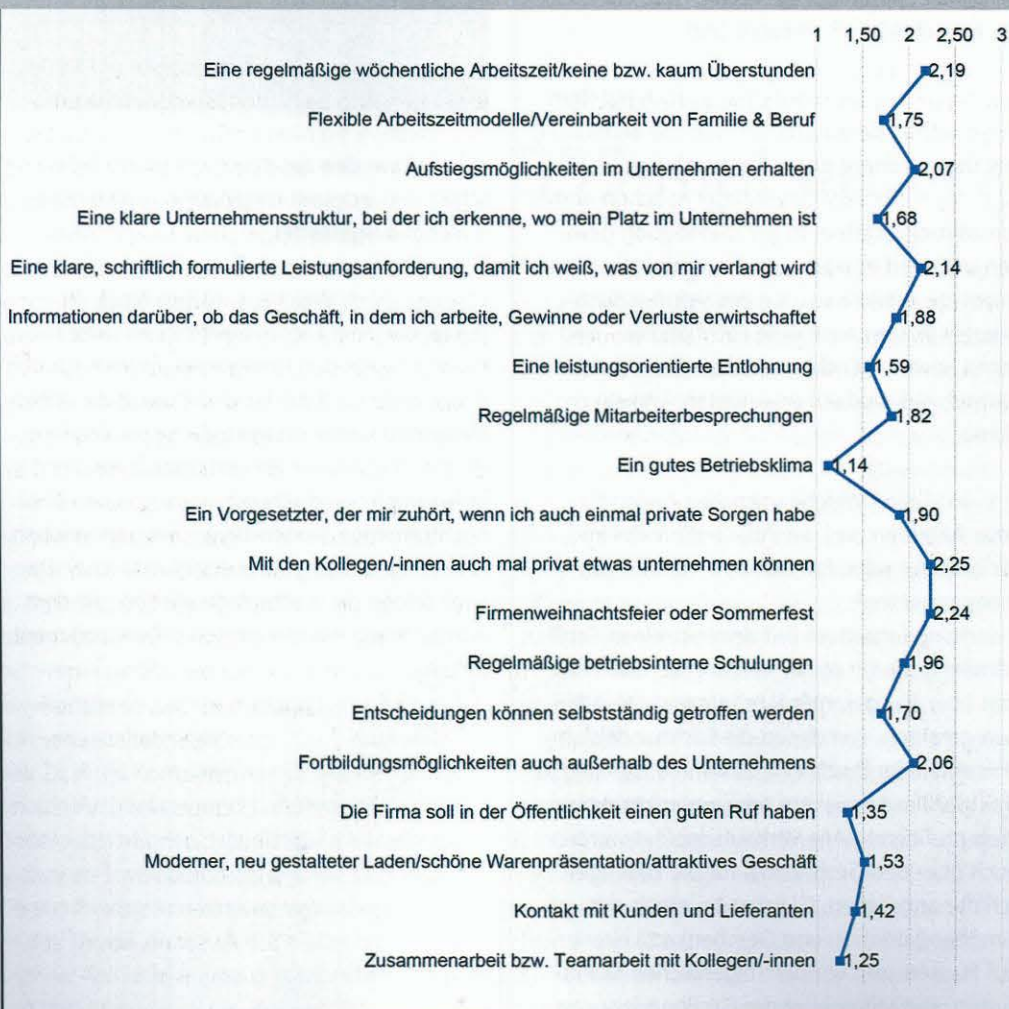 1 1,50 2 2,50 3
Eine regelmäßige wöchentliche Arbeitszeit/keine bzw. kaum Überstunden 2,19
Flexible Arbeitszeitmodelle/Vereinbarkeit von Familie & Beruf 1,75
Aufstiegsmöglichkeiten im Unternehmen erhalten 2,07
Eine klare Unternehmensstruktur, bei der ich erkenne, wo mein Platz im Unternehmen ist 1,68
Eine klare, schriftlich formulierte Leistungsanforderung, damit ich weiß, was von mir verlangt wird 2,14
Informationen darüber, ob das Geschäft, in dem ich arbeite, Gewinne oder Verluste erwirtschaftet 1,88
Eine leistungsorientierte Entlohnung 1,59
Regelmäßige Mitarbeiterbesprechungen 1,82
Ein gutes Betriebsklima 1,14
Ein Vorgesetzter, der mir zuhört, wenn ich auch einmal private Sorgen habe 1,90
Mit den Kollegen/-innen auch mal privat etwas unternehmen können 2,25
Firmenweihnachtsfeier oder Sommerfest 2,24
Regelmäßige betriebsinterne Schulungen 1,96
Entscheidungen können selbstständig getroffen werden 1,70
Fortbildungsmöglichkeiten auch außerhalb des Unternehmens 2,06
Die Firma soll in der Öffentlichkeit einen guten Ruf haben 1,35
Moderner, neu gestalteter Laden/schöne Warenpräsentation/attraktives Geschäft 1,53
Kontakt mit Kunden und Lieferanten 1,42
Zusammenarbeit bzw. Teamarbeit mit Kollegen/-innen 1,25